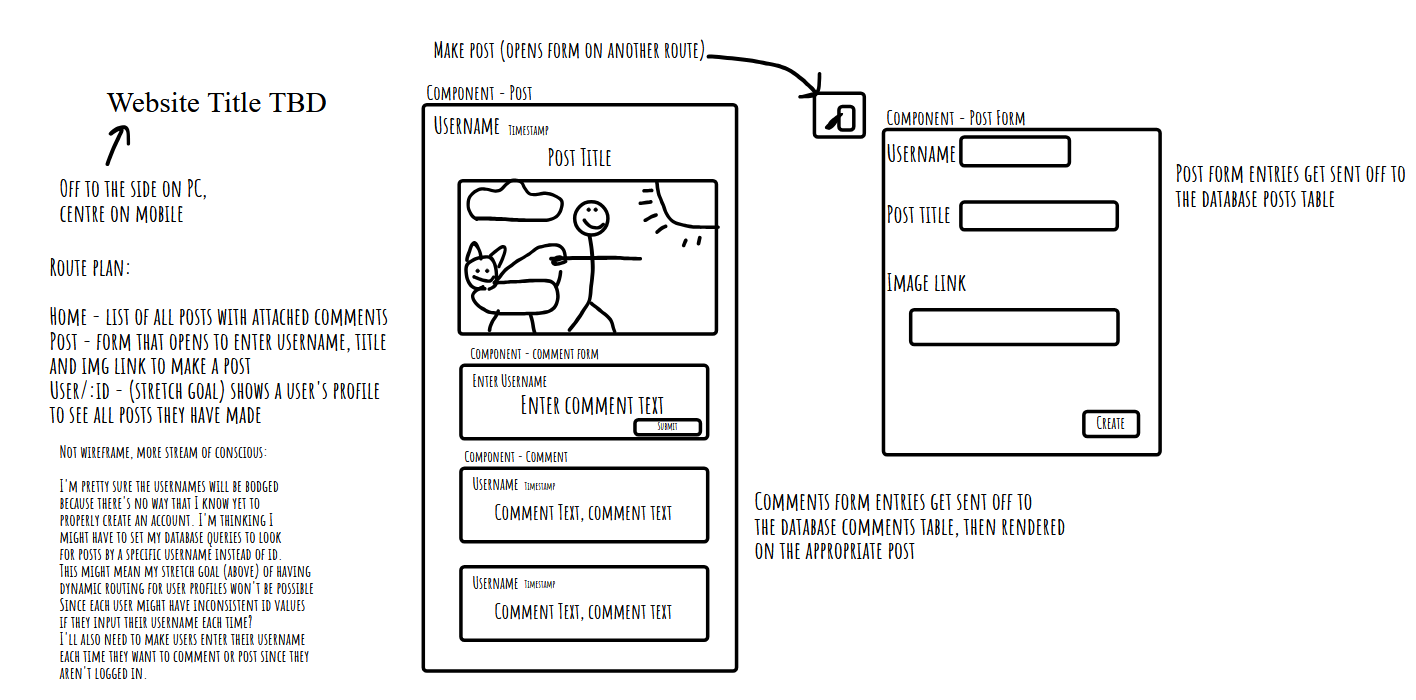 Make post (opens form on another route)
Website Title TBD
Off to the side on PC,
centre on mobile
Route plan:
Home - list of all posts with attached comments
Post - form that opens to enter username, title
and img link to make a post
User/:id - (stretch goal) shows a user's profile
to see all posts they have made
Not wireframe, more stream of conscious:
I'm pretty sure the usernames will be bodged
because there's no way that I know yet to
properly create an account. I'm thinking I
might have to set my database queries to look
for posts by a specific username instead of id.
This might mean my stretch goal (above) of having
dynamic routing for user profiles won't be possible
Since each user might have inconsistent id values
if they input their username each time?
I'll also need to make users enter their username
each time they want to comment or post since they
aren't logged in.
Component - Post
Username Timestamp
Post Title
Component - comment form
Enter Username
Enter comment text
Submit
Component - Comment
Username Timestamp
Comment Text, comment text
Username Timestamp
Comment Text, comment text
Component - Post Form
Username
Post title
Image link
Create
Post form entries get sent off to
the database posts table
Comments form entries get sent off to
the database comments table, then rendered
on the appropriate post